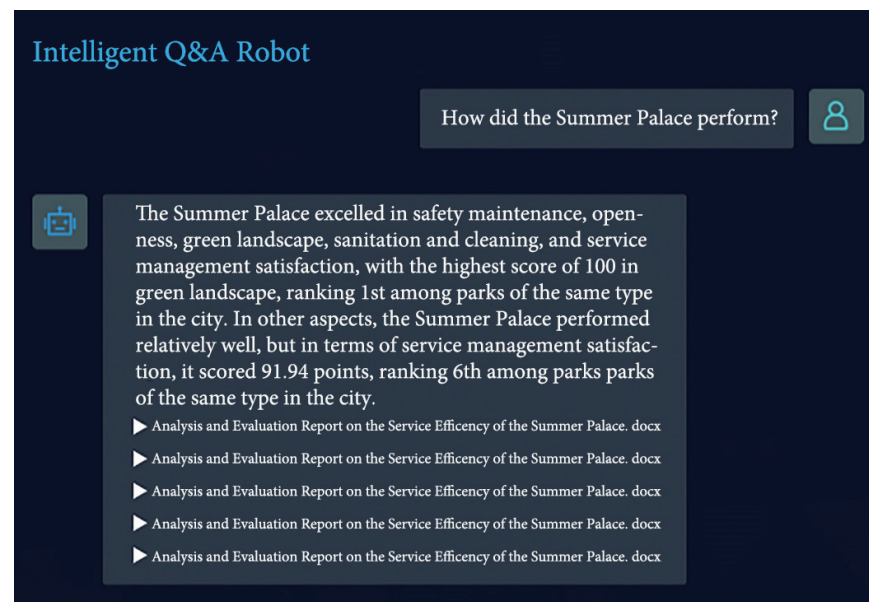 Intelligent Q&A Robot
How did the Summer Palace perform?
The Summer Palace excelled in safety maintenance, open-
ness, green landscape, sanitation and cleaning, and service
management satisfaction, with the highest score of 100 in
green landscape, ranking 1st among parks of the same type
in the city. In other aspects, the Summer Palace performed
relatively well, but in terms of service management satisfac-
tion, it scored 91.94 points, ranking 6th among parks parks
of the same type in the city.
▶ Analysis and Evaluation Report on the Service Efficency of the Summer Palace. docx
▶ Analysis and Evaluation Report on the Service Efficency of the Summer Palace. docx
▶ Analysis and Evaluation Report on the Service Efficency of the Summer Palace. docx
▶ Analysis and Evaluation Report on the Service Efficency of the Summer Palace. docx
▶ Analysis and Evaluation Report on the Service Efficency of the Summer Palace. docx